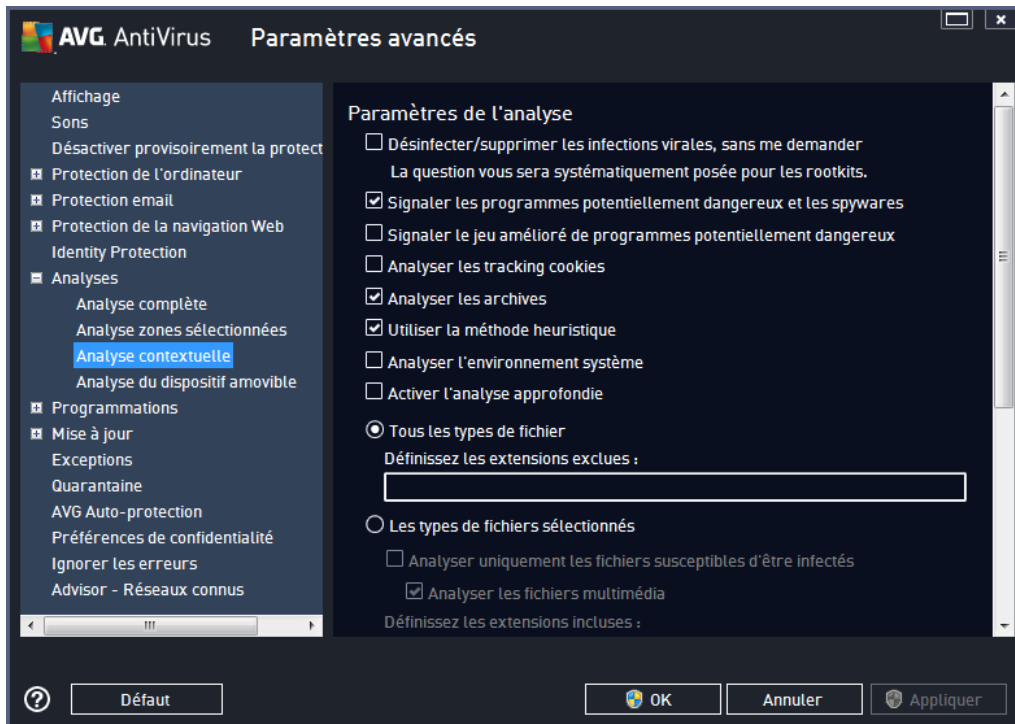 AVG. AntiVirus Paramètres avancés
Affichage
Sons
Désactiver provisoirement la protect
Protection de l'ordinateur
Protection email
Protection de la navigation Web
Identity Protection
Analyses
Analyse complète
Analyse zones sélectionnées
Analyse contextuelle
Analyse du dispositif amovible
Programmations
Mise à jour
Exceptions
Quarantaine
AVG Auto-protection
Préférences de confidentialité
Ignorer les erreurs
Advisor - Réseaux connus
Paramètres de l'analyse
Désinfecter/supprimer les infections virales, sans me demander
La question vous sera systématiquement posée pour les rootkits.
Signaler les programmes potentiellement dangereux et les spywares
Signaler le jeu amélioré de programmes potentiellement dangereux
Analyser les tracking cookies
Analyser les archives
Utiliser la méthode heuristique
Analyser l'environnement système
Activer l'analyse approfondie
Tous les types de fichier
Définissez les extensions exclues :
Les types de fichiers sélectionnés
Analyser uniquement les fichiers susceptibles d'être infectés
Analyser les fichiers multimédia
Définissez les extensions incluses :
Défaut
OK
Annuler
Appliquer